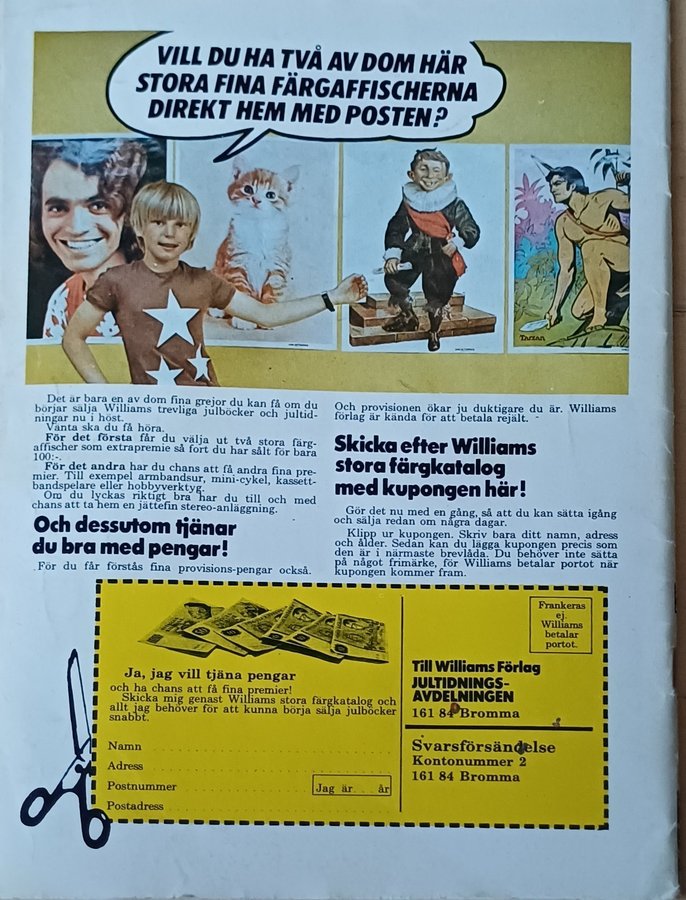 VILL DU HA TVÅ AV DOM HÄR
STORA FINA FÄRGAFFISCHERNA
DIREKT HEM MED POSTEN?
TARZAN
Det är bara en av dom fina grejor du kan få om du
börjar sälja Williams trevliga julböcker och jultid-
ningar nu i höst.
Vänta ska du få höra.
För det första får du välja ut två stora färg-
affischer som extrapremie så fort du har sålt för bara
100:-.
För det andra har du chans att få andra fina pre-
mier. Till exempel armbandsur, mini-cykel, kassett-
bandspelare eller hobbyverktyg.
Om du lyckas riktigt bra har du till och med
chans att ta hem en jättefin stereo-anläggning.
Och dessutom tjänar
du bra med pengar!
För du får förstås fina provisions-pengar också.
Och provisionen ökar ju duktigare du är. Williams
förlag är kända för att betala rejält.
Skicka efter Williams
stora färgkatalog
med kupongen här!
Gör det nu med en gång, så att du kan sätta igång
och sälja redan om några dagar.
Klipp ur kupongen. Skriv bara ditt namn, adress
och ålder. Sedan kan du lägga kupongen precis som
den är i närmaste brevlåda. Du behöver inte sätta
på något frimärke, för Williams betalar portot när
kupongen kommer fram.
Ja, jag vill tjäna pengar
och ha chans att få fina premier!
Skicka mig genast Williams stora färgkatalog och
allt jag behöver för att kunna börja sälja julböcker
snabbt.
Namn
Adress
Postnummer
Jag är ... år
Postadress
Frankeras
ej.
Williams
betalar
portot.
Till Williams Förlag
JULTIDNINGS-
AVDELNINGEN
161 84 Bromma
Svarsförsändelse
Kontonummer 2
161 84 Bromma